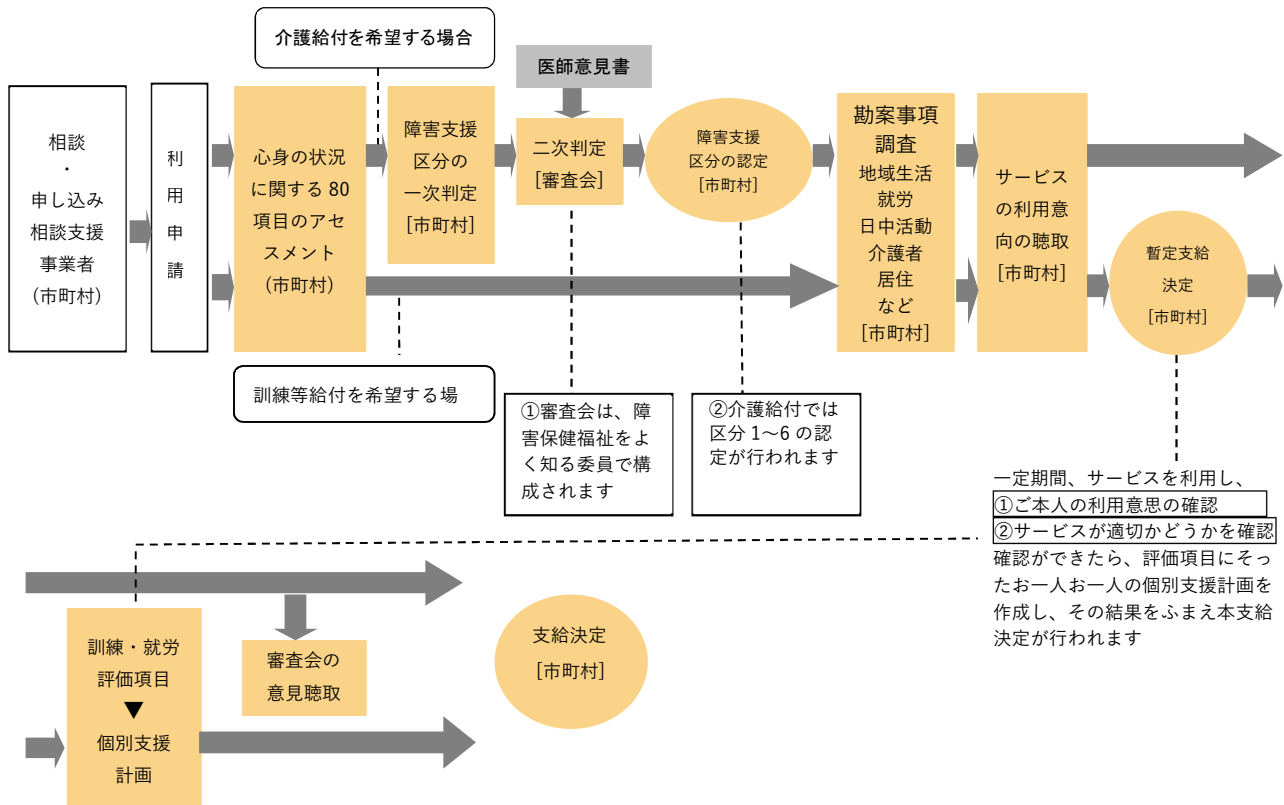 介護給付を希望する場合
医師意見書
相談
・
申し込み
相談支援
事業者
（市町村）
利
用
申
請
心身の状況
に関する 80
項目のアセ
スメント
（市町村）
障害支援
区分の
一次判定
[市町村]
二次判定
[審査会]
障害支援
区分の認定
[市町村]
勘案事項
調査
地域生活
就労
日中活動
介護者
居住
など
[市町村]
サービス
の利用意
向の聴取
[市町村]
暫定支給
決定
[市町村]
訓練等給付を希望する場
①審査会は、障
害保健福祉をよ
く知る委員で構
成されます
②介護給付では
区分 1～6 の認
定が行われます
一定期間、サービスを利用し、
①ご本人の利用意思の確認
②サービスが適切かどうかを確認
確認ができたら、評価項目にそっ
たお一人お一人の個別支援計画を
作成し、その結果をふまえ本支給
決定が行われます
訓練・就労
評価項目
▼
個別支援
計画
審査会の
意見聴取
支給決定
[市町村]